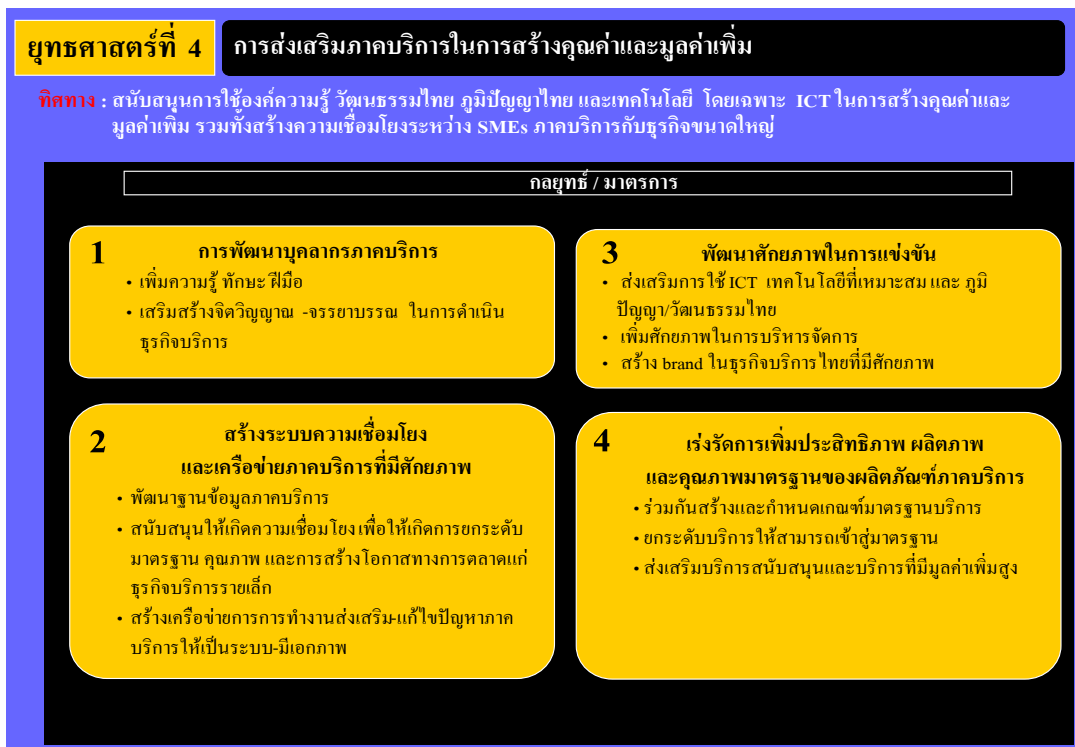 ยุทธศาสตร์ที่ 4
การส่งเสริมภาคบริการในการสร้างคุณค่าและมูลค่าเพิ่ม
ทิศทาง : สนับสนุนการใช้องค์ความรู้ วัฒนธรรมไทย ภูมิปัญญาไทย และเทคโนโลยี โดยเฉพาะ ICT ในการสร้างคุณค่าและ
มูลค่าเพิ่ม รวมทั้งสร้างความเชื่อมโยงระหว่าง SMEs ภาคบริการกับธุรกิจขนาดใหญ่
กลยุทธ์ / มาตรการ
1 การพัฒนาบุคลากรภาคบริการ
• เพิ่มความรู้ ทักษะ ฝีมือ
• เสริมสร้างจิตวิญญาณ -จรรยาบรรณ ในการดำเนิน
ธุรกิจบริการ
2 สร้างระบบความเชื่อมโยง
และเครือข่ายภาคบริการที่มีศักยภาพ
• พัฒนาฐานข้อมูลภาคบริการ
• สนับสนุนให้เกิดความเชื่อมโยงเพื่อให้เกิดการยกระดับ
มาตรฐาน คุณภาพ และการสร้างโอกาสทางการตลาดแก่
ธุรกิจบริการรายเล็ก
• สร้างเครือข่ายการการทำงานส่งเสริม-แก้ไขปัญหาภาค
บริการให้เป็นระบบ-มีเอกภาพ
3 พัฒนาศักยภาพในการแข่งขัน
• ส่งเสริมการใช้ ICT เทคโนโลยีที่เหมาะสม และ ภูมิ
ปัญญา/วัฒนธรรมไทย
• เพิ่มศักยภาพในการบริหารจัดการ
• สร้าง brand ในธุรกิจบริการไทยที่มีศักยภาพ
4 เร่งรัดการเพิ่มประสิทธิภาพ ผลิตภาพ
และคุณภาพมาตรฐานของผลิตภัณฑ์ภาคบริการ
• ร่วมกันสร้างและกำหนดเกณฑ์มาตรฐานบริการ
• ยกระดับบริการให้สามารถเข้าสู่มาตรฐาน
• ส่งเสริมบริการสนับสนุนและบริการที่มีมูลค่าเพิ่มสูง